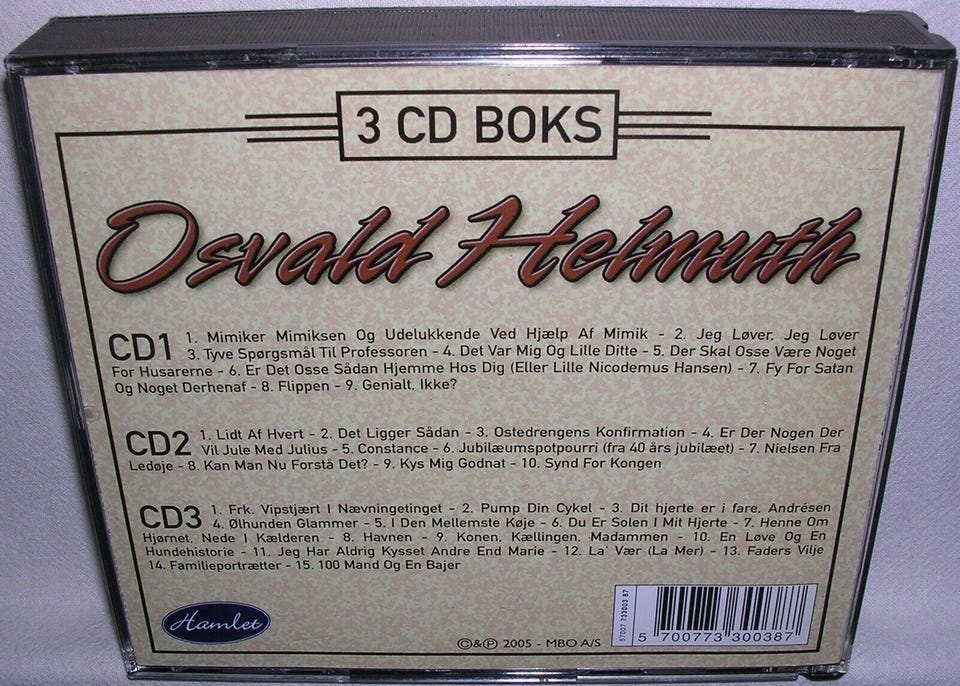 3 CD BOKS
Osvald Helmuth
CD1 1. Mimiker Mimiksen Og Udelukkende Ved Hjælp Af Mimik - 2. Jeg Løver, Jeg Løver
3. Tyve Spørgsmål Til Professoren - 4. Det Var Mig Og Lille Ditte - 5. Der Skal Osse Være Noget
For Husarerne - 6. Er Det Osse Sådan Hjemme Hos Dig (Eller Lille Nicodemus Hansen) - 7. Fy For Satan
Og Noget Derhenaf - 8. Flippen - 9. Genialt, Ikke?
CD2 1. Lidt Af Hvert - 2. Det Ligger Sådan - 3. Ostedrengens Konfirmation - 4. Er Der Nogen Der
Vil Jule Med Julius - 5. Constance - 6. Jubilæumspotpourri (fra 40 års jubilæet) - 7. Nielsen Fra
Ledøje - 8. Kan Man Nu Forstå Det? - 9. Kys Mig Godnat - 10. Synd For Kongen
CD3 1. Frk. Vipstjært I Nævningetinget - 2. Pump Din Cykel - 3. Dit hjerte er i fare, Andrésen
4. Ølhunden Glammer - 5. I Den Mellemste Køje - 6. Du Er Solen I Mit Hjerte - 7. Henne Om
Hjørnet, Nede I Kælderen - 8. Havnen - 9. Konen, Kællingen, Madammen - 10. En Løve Og En
Hundehistorie - 11. Jeg Har Aldrig Kysset Andre End Marie - 12. La' Vær (La Mer) - 13. Faders Vilje
14. Familieportrætter - 15. 100 Mand Og En Bajer
Hamlet
©&℗ 2005 - MBO A/S
57007 733003 87
5 700773 300387